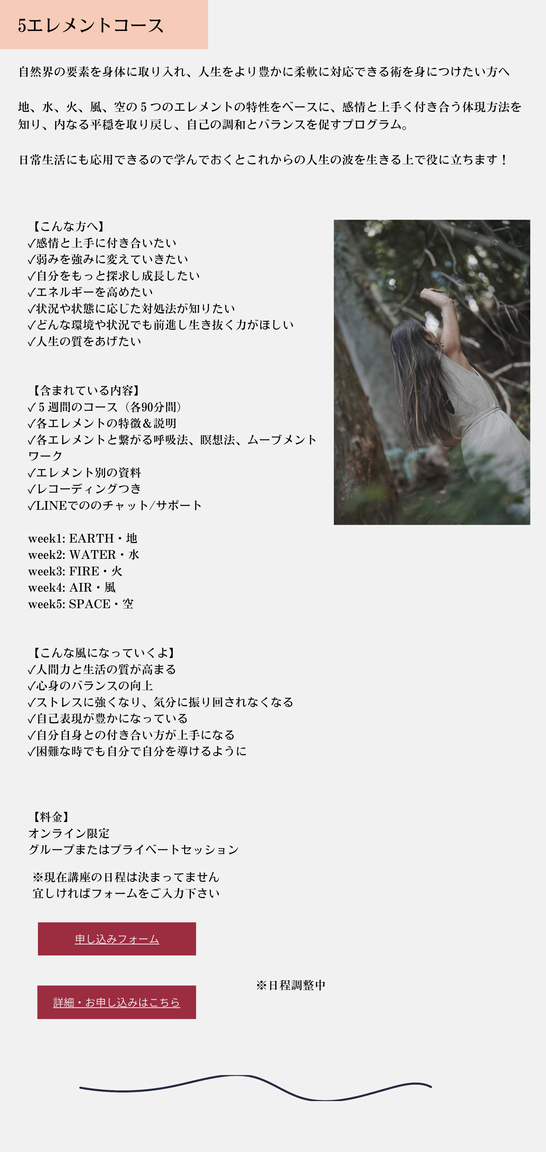 5エレメントコース
自然界の要素を身体に取り入れ、人生をより豊かに柔軟に対応できる術を身につけたい方へ
地、水、火、風、空の５つのエレメントの特性をベースに、感情と上手く付き合う体現方法を
知り、内なる平穏を取り戻し、自己の調和とバランスを促すプログラム。
日常生活にも応用できるので学んでおくとこれからの人生の波を生きる上で役に立ちます！
【こんな方へ】
✓感情と上手に付き合いたい
✓弱みを強みに変えていきたい
✓自分をもっと探求し成長したい
✓エネルギーを高めたい
✓状況や状態に応じた対処法が知りたい
✓どんな環境や状況でも前進し生き抜く力がほしい
✓人生の質をあげたい
【含まれている内容】
✓５週間のコース（各90分間）
✓各エレメントの特徴＆説明
✓各エレメントと繋がる呼吸法、瞑想法、ムーブメント
ワーク
✓エレメント別の資料
✓レコーディングつき
✓LINEでののチャット/サポート
week1: EARTH・地
week2: WATER・水
week3: FIRE・火
week4: AIR・風
week5: SPACE・空
【こんな風になっていくよ】
✓人間力と生活の質が高まる
✓心身のバランスの向上
✓ストレスに強くなり、気分に振り回されなくなる
✓自己表現が豊かになっている
✓自分自身との付き合い方が上手になる
✓困難な時でも自分で自分を導けるように
【料金】
オンライン限定
グループまたはプライベートセッション
※現在講座の日程は決まってません
宜しければフォームをご入力下さい
申し込みフォーム
※日程調整中
詳細・お申し込みはこちら